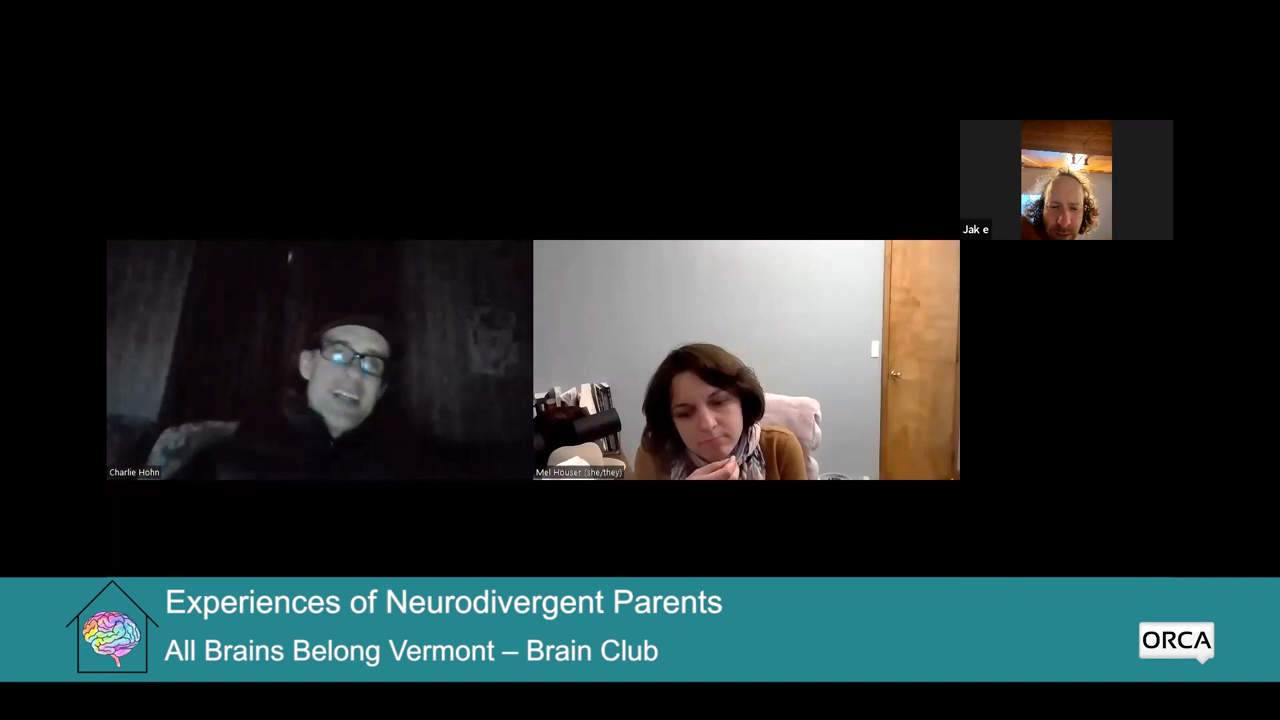 Jak e
Charlie Hohn
Mel Houser (she/they)
Experiences of Neurodivergent Parents
All Brains Belong Vermont – Brain Club
ORCA